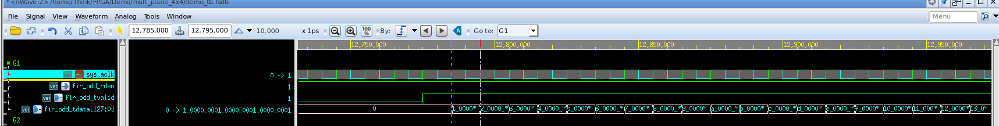 *<nWave:2> /home/Think/FPGA/Demo/mult_plane_4x4/demo_tb.fsdb
File Signal View Waveform Analog Tools Window Menu
12,785,000 12,795,000 10,000 x 1ps 100 % By: Go to: G1
12,750,000 12,800,000 12,850,000 12,900,000 12,950,000
G1
ver sys_aclk 0 -> 1
ver fir_odd_rden 1
ver fir_odd_tvalid 1
ver fir_odd_tdata[127:0] 0 -> 1_0000_0001_0000_0001_0000_0001 0 1_0000* 2_0000_* 3_0000* 4_0000_* 5_0000* 6_0000_* 7_0000* 8_0000_* 9_0000* a_0000_* b_0000* c_0000_* d_0000* e_0000_* f_0000* 10_0000* 11_000* 12_0000* 13_0*
G2